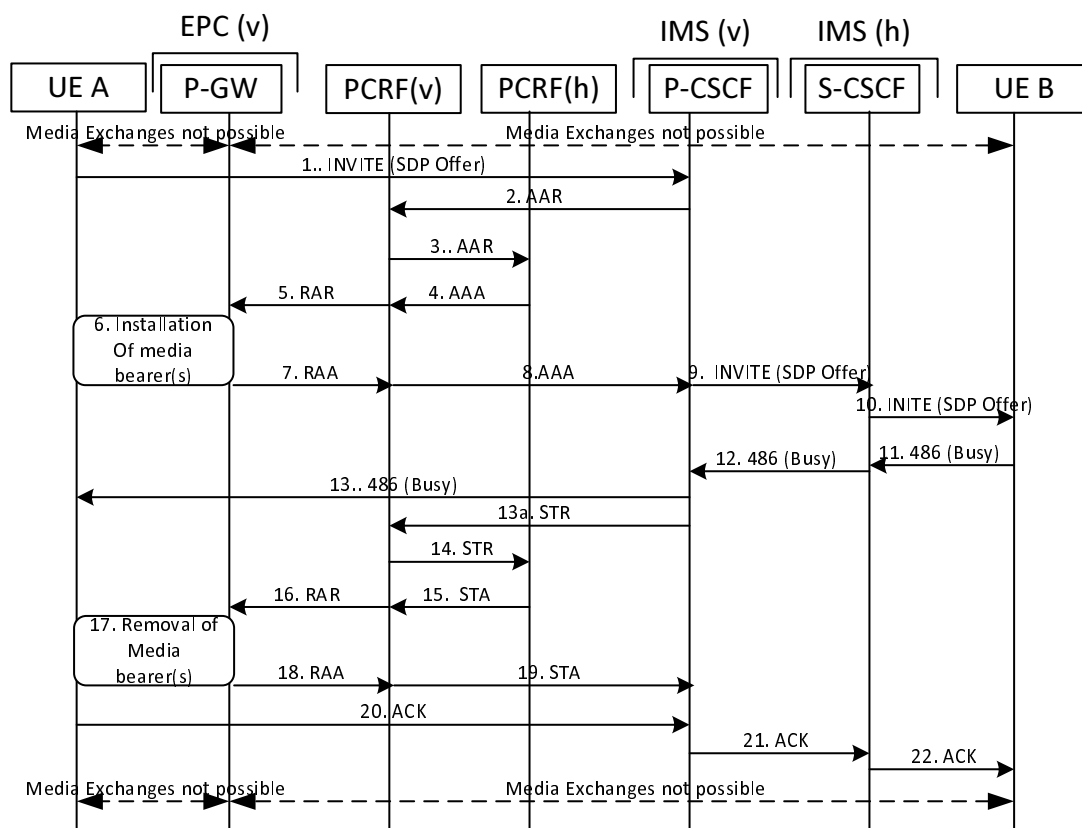 EPC (v)
IMS (v)
IMS (h)
UE A
P-GW
PCRF(v)
PCRF(h)
P-CSCF
S-CSCF
UE B
Media Exchanges not possible
Media Exchanges not possible
1.. INVITE (SDP Offer)
2. AAR
3.. AAR
5. RAR
4. AAA
6. Installation
Of media
bearer(s)
7. RAA
8.AAA
9. INVITE (SDP Offer)
10. INITE (SDP Offer)
11. 486 (Busy)
12. 486 (Busy)
13.. 486 (Busy)
13a. STR
14. STR
16. RAR
15. STA
17. Removal of
Media
bearer(s)
18. RAA
19. STA
20. ACK
21. ACK
22. ACK
Media Exchanges not possible
Media Exchanges not possible